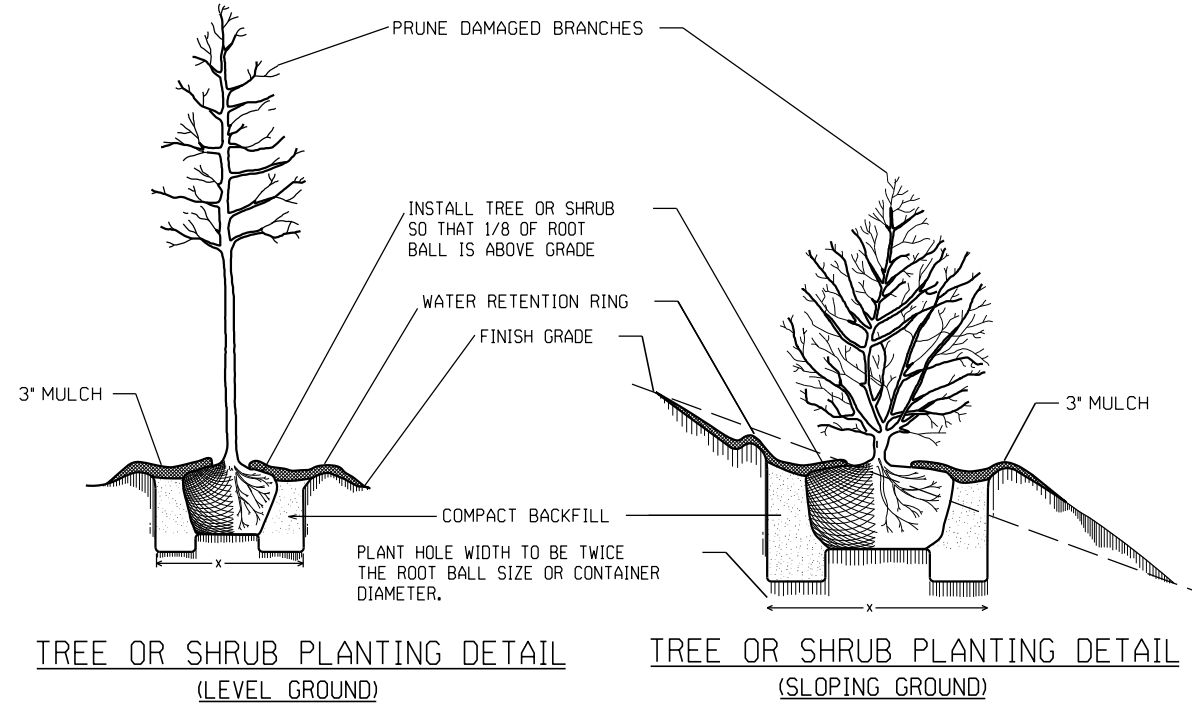 PRUNE DAMAGED BRANCHES
INSTALL TREE OR SHRUB
SO THAT 1/8 OF ROOT
BALL IS ABOVE GRADE
WATER RETENTION RING
FINISH GRADE
3" MULCH
3" MULCH
COMPACT BACKFILL
PLANT HOLE WIDTH TO BE TWICE
THE ROOT BALL SIZE OR CONTAINER
DIAMETER.
X
X
TREE OR SHRUB PLANTING DETAIL
(LEVEL GROUND)
TREE OR SHRUB PLANTING DETAIL
(SLOPING GROUND)